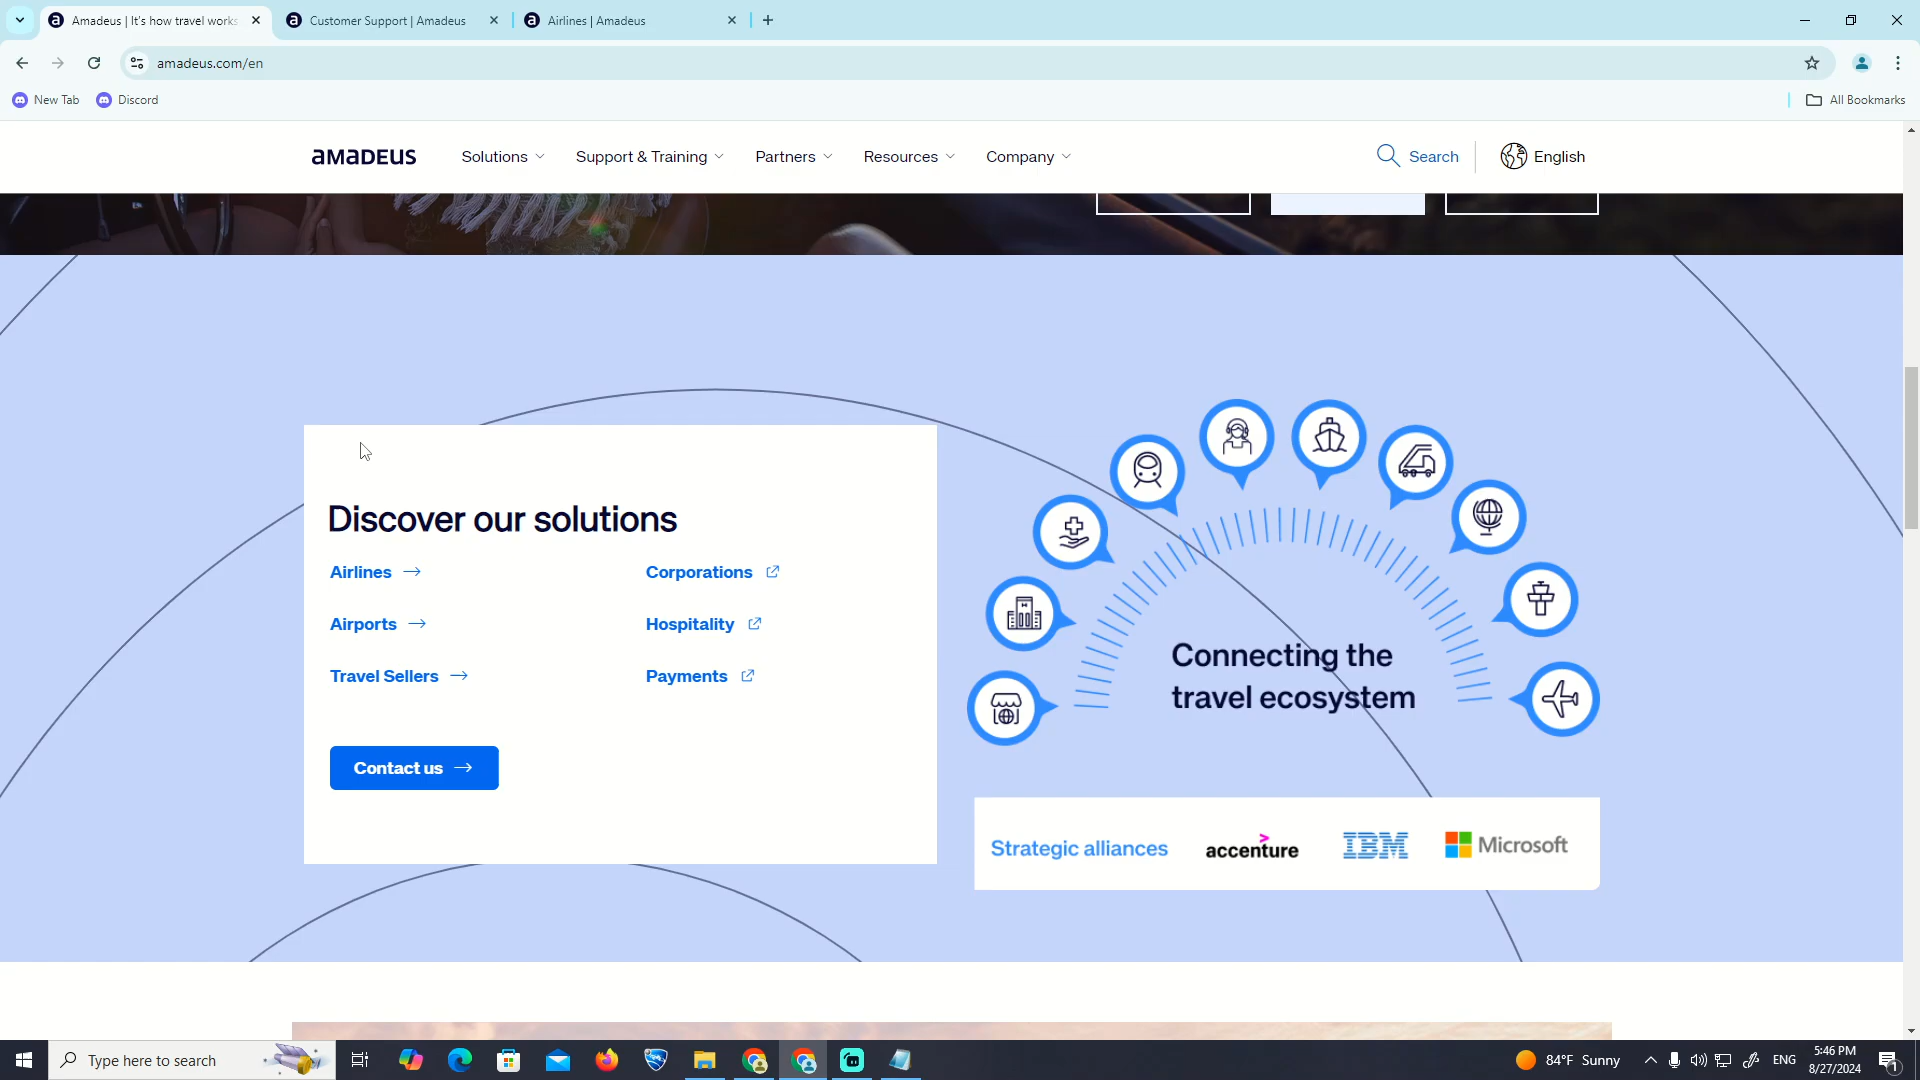 Amadeus | It's how travel works
Customer Support | Amadeus
Airlines | Amadeus
amadeus.com/en
New Tab
Discord
All Bookmarks
amadeus
Solutions
Support & Training
Partners
Resources
Company
Search
English
Discover our solutions
Airlines
Corporations
Airports
Hospitality
Travel Sellers
Payments
Contact us
Connecting the
travel ecosystem
Strategic alliances
accenture
IBM
Microsoft
Type here to search
84°F Sunny
ENG
5:46 PM
8/27/2024
1